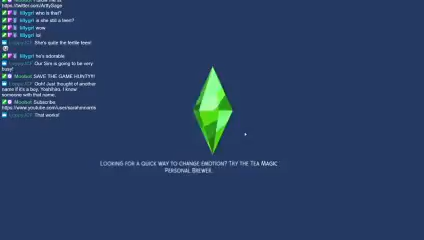 https://twitter.com/ArtySage
lillygrl who is that?
lillygrl is she still a teen?
lillygrl wow
lillygrl lol
She's quite the fertile teen!
lillygrl he's adorable
Our Sim is going to be very
busy!
Moobot SAVE THE GAME HUNTY!!!
Ooh! Just thought of another
name if it's a boy, Yoshihiro. I know
someone with that name.
Moobot Subscribe
https://www.youtube.com/user/
That works!
Looking for a quick way to change emotion? Try the Tea Magic
Personal Brewer.